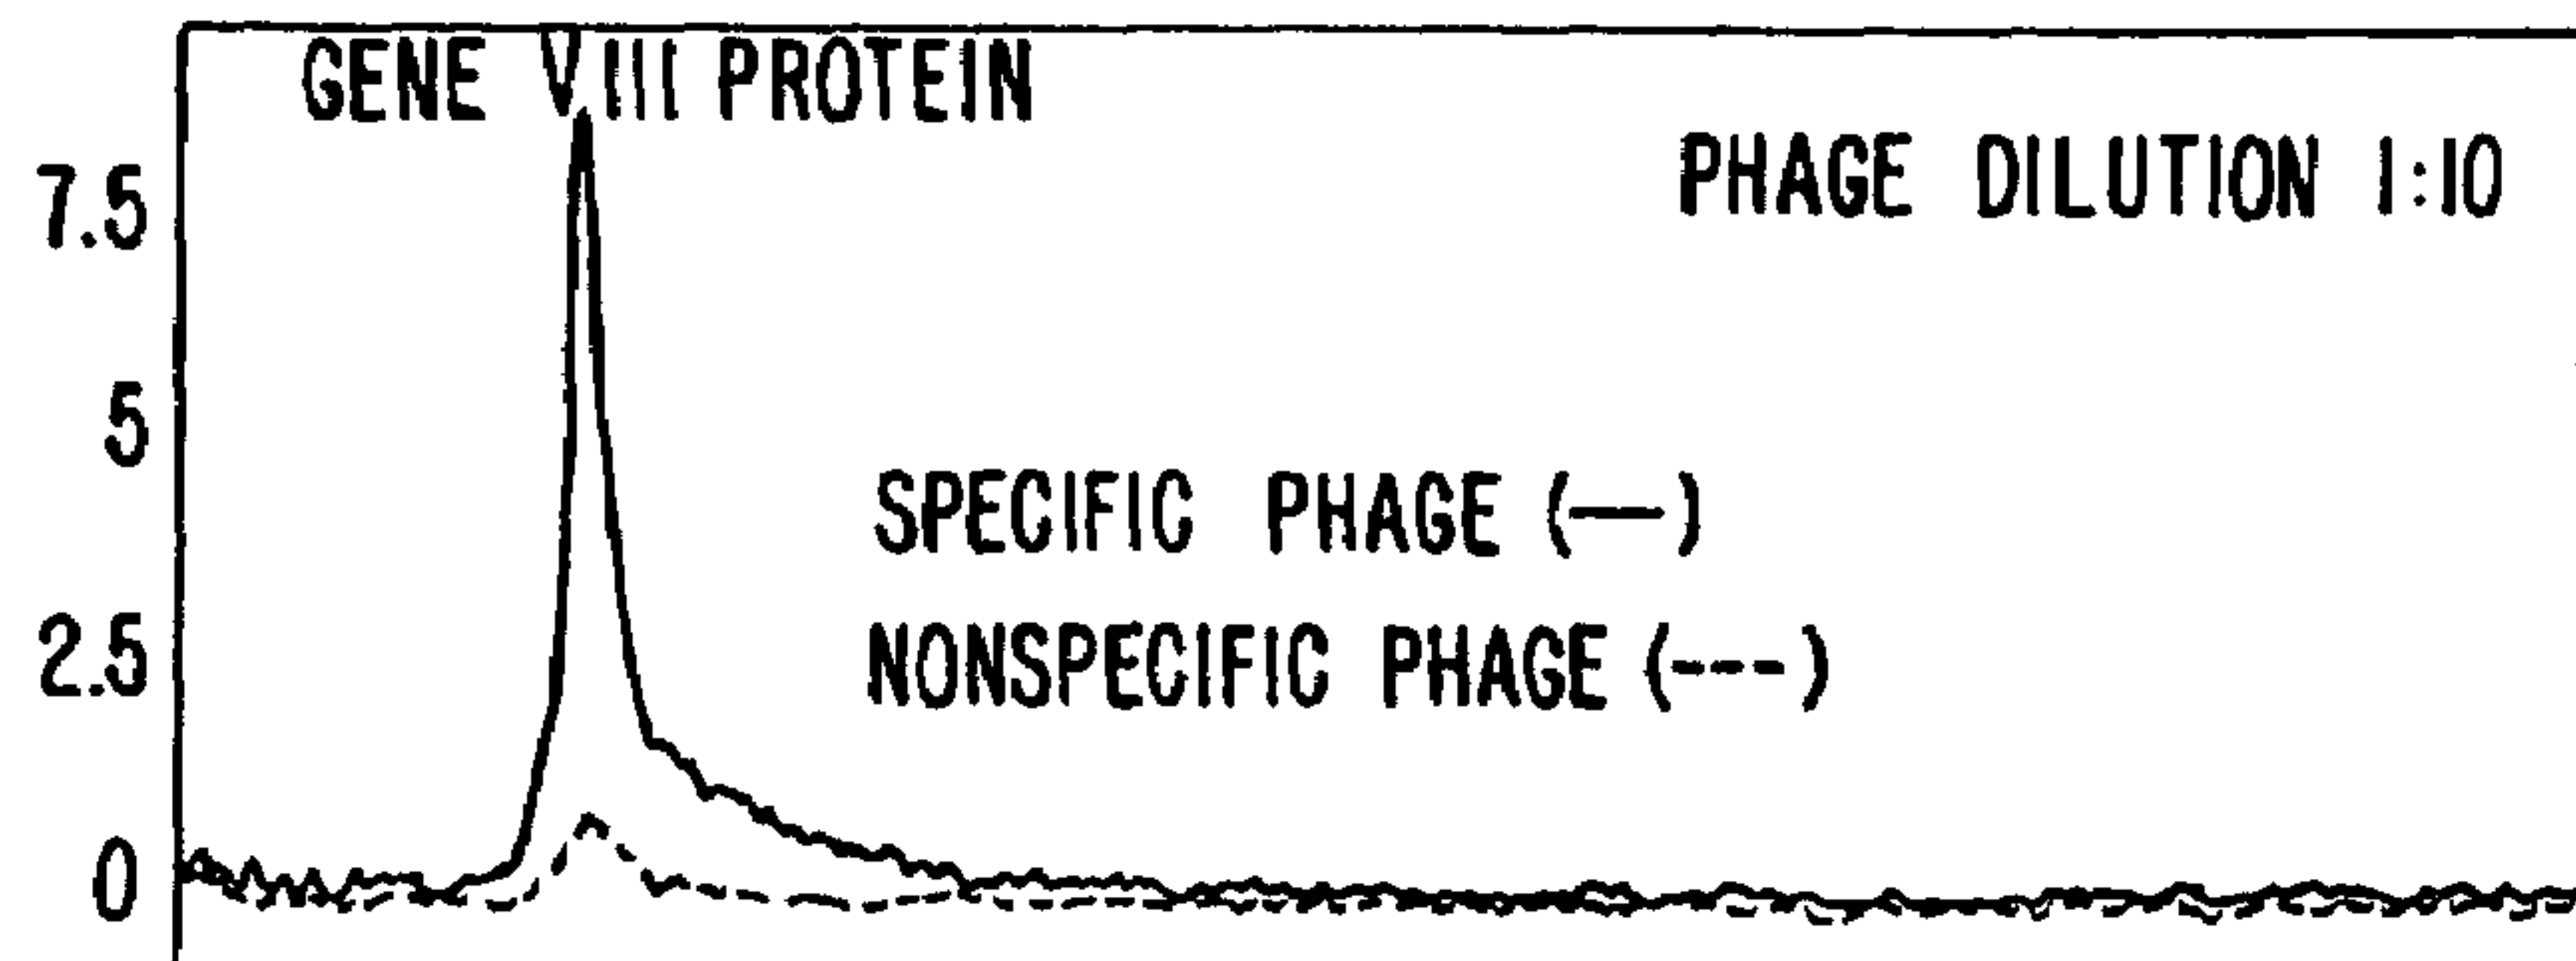 GENE VIII PROTEIN
PHAGE DILUTION 1:10
7.5
5
SPECIFIC PHAGE (—)
2.5
NONSPECIFIC PHAGE (---)
0